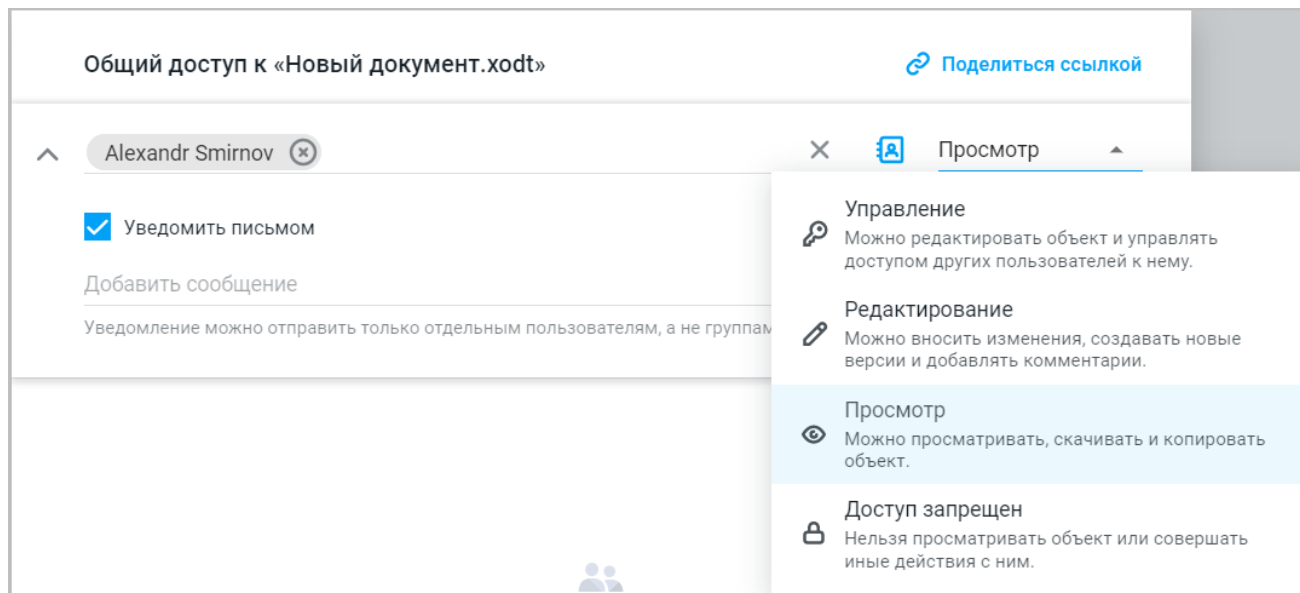 Общий доступ к «Новый документ.xodt»
Поделиться ссылкой
Alexandr Smirnov
Просмотр
Уведомить письмом
Добавить сообщение
Уведомление можно отправить только отдельным пользователям, а не группам
Управление
Можно редактировать объект и управлять
доступом других пользователей к нему.
Редактирование
Можно вносить изменения, создавать новые
версии и добавлять комментарии.
Просмотр
Можно просматривать, скачивать и копировать
объект.
Доступ запрещен
Нельзя просматривать объект или совершать
иные действия с ним.